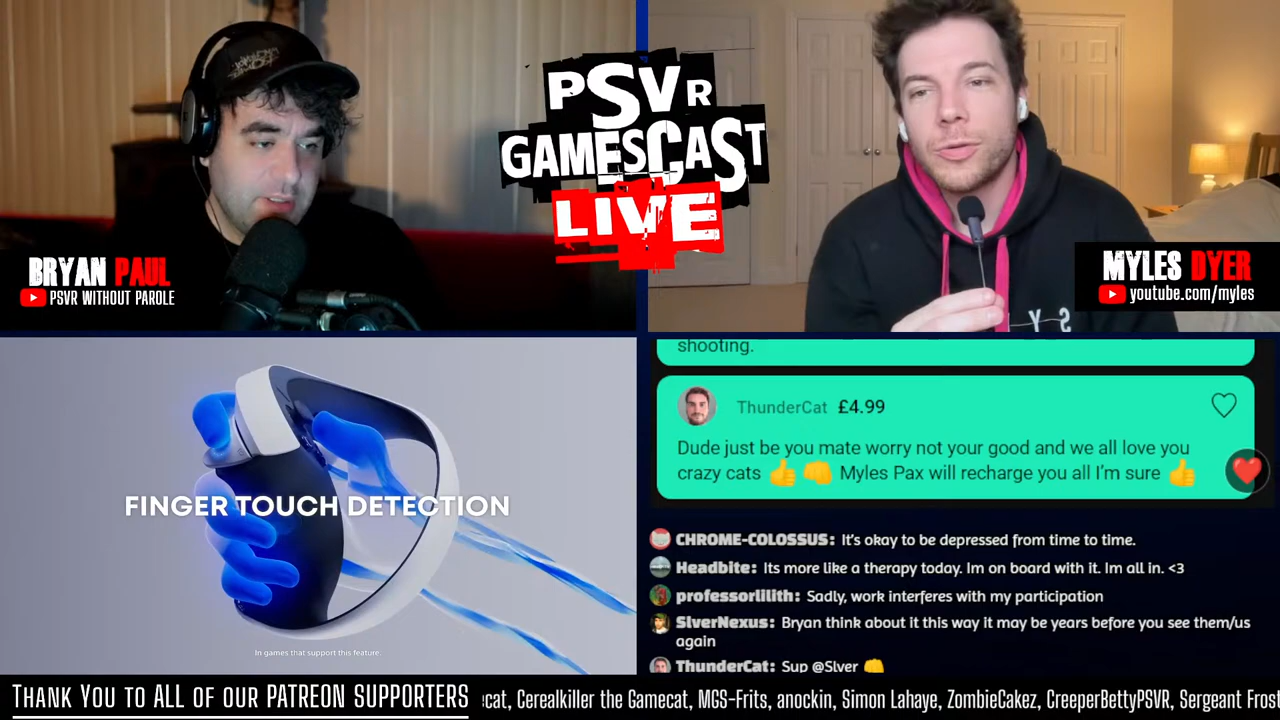 PSVR
GAMESCAST
LIVE
BRYAN PAUL
PSVR WITHOUT PAROLE
MYLES DYER
youtube.com/myles
FINGER TOUCH DETECTION
In games that support this feature.
shooting.
ThunderCat £4.99
Dude just be you mate worry not your good and we all love you
crazy cats 👍 👊 Myles Pax will recharge you all I'm sure 👍
CHROME-COLOSSUS: It's okay to be depressed from time to time.
Headbite: Its more like a therapy today. Im on board with it. Im all in. <3
professorlilith: Sadly, work interferes with my participation
SlverNexus: Bryan think about it this way it may be years before you see them/us
again
ThunderCat: Sup @Slver 👊
THANK YOU TO ALL OF OUR PATREON SUPPORTERS
cat, Cerealkiller the Gamecat, MGS-Frits, anockin, Simon Lahaye, ZombieCakez, CreeperBettyPSVR, Sergeant Frost